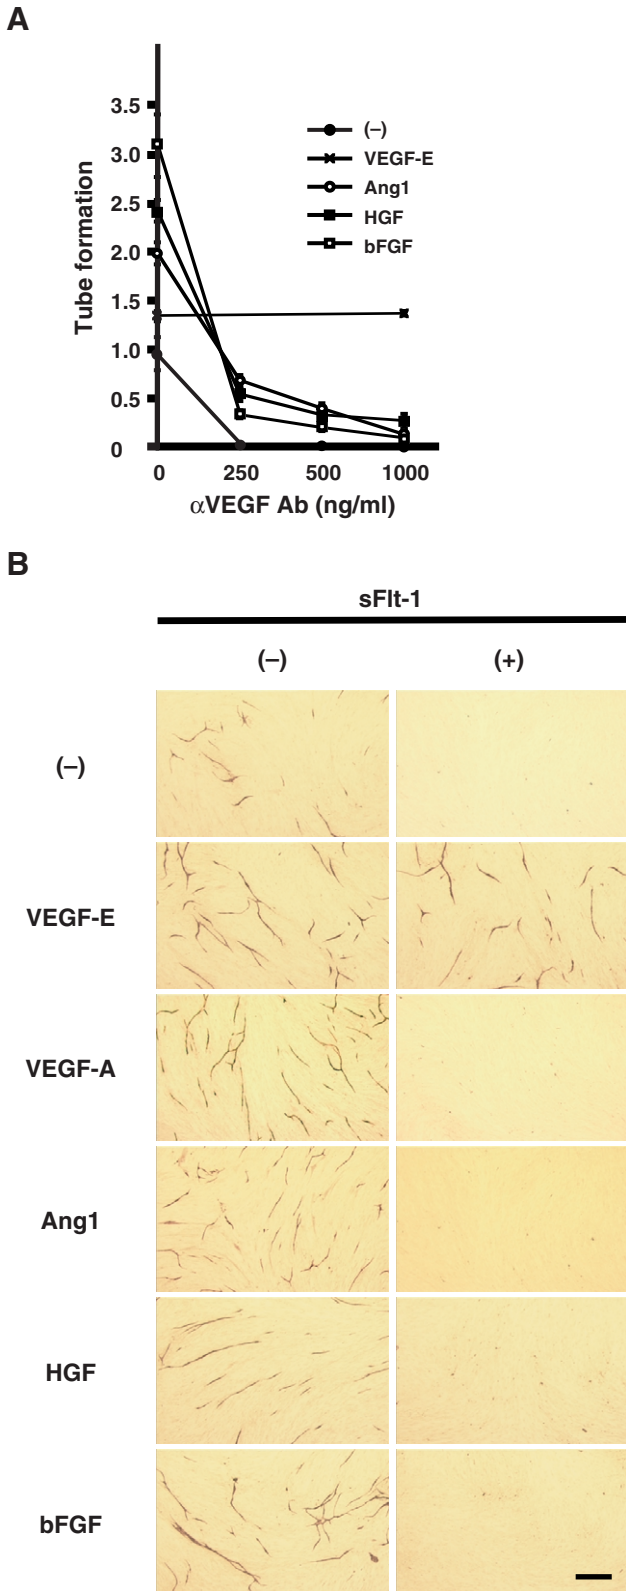 A
3.5
3.0
2.5
2.0
1.5
1.0
0.5
0
Tube formation
(–)
VEGF-E
Ang1
HGF
bFGF
0 250 500 1000
αVEGF Ab (ng/ml)
B
sFlt-1
(–) (+)
(–)
VEGF-E
VEGF-A
Ang1
HGF
bFGF